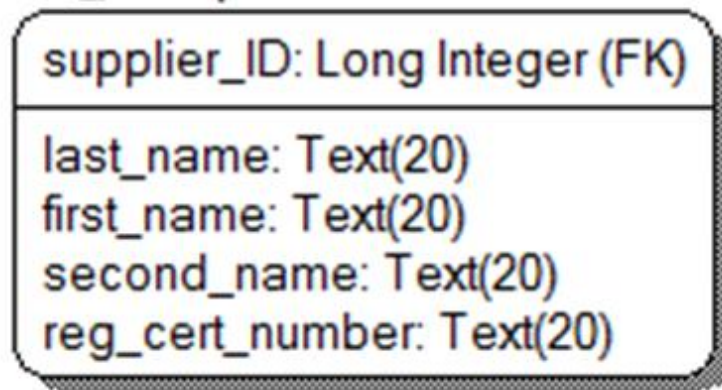 supplier_ID: Long Integer (FK)
last_name: Text(20)
first_name: Text(20)
second_name: Text(20)
reg_cert_number: Text(20)